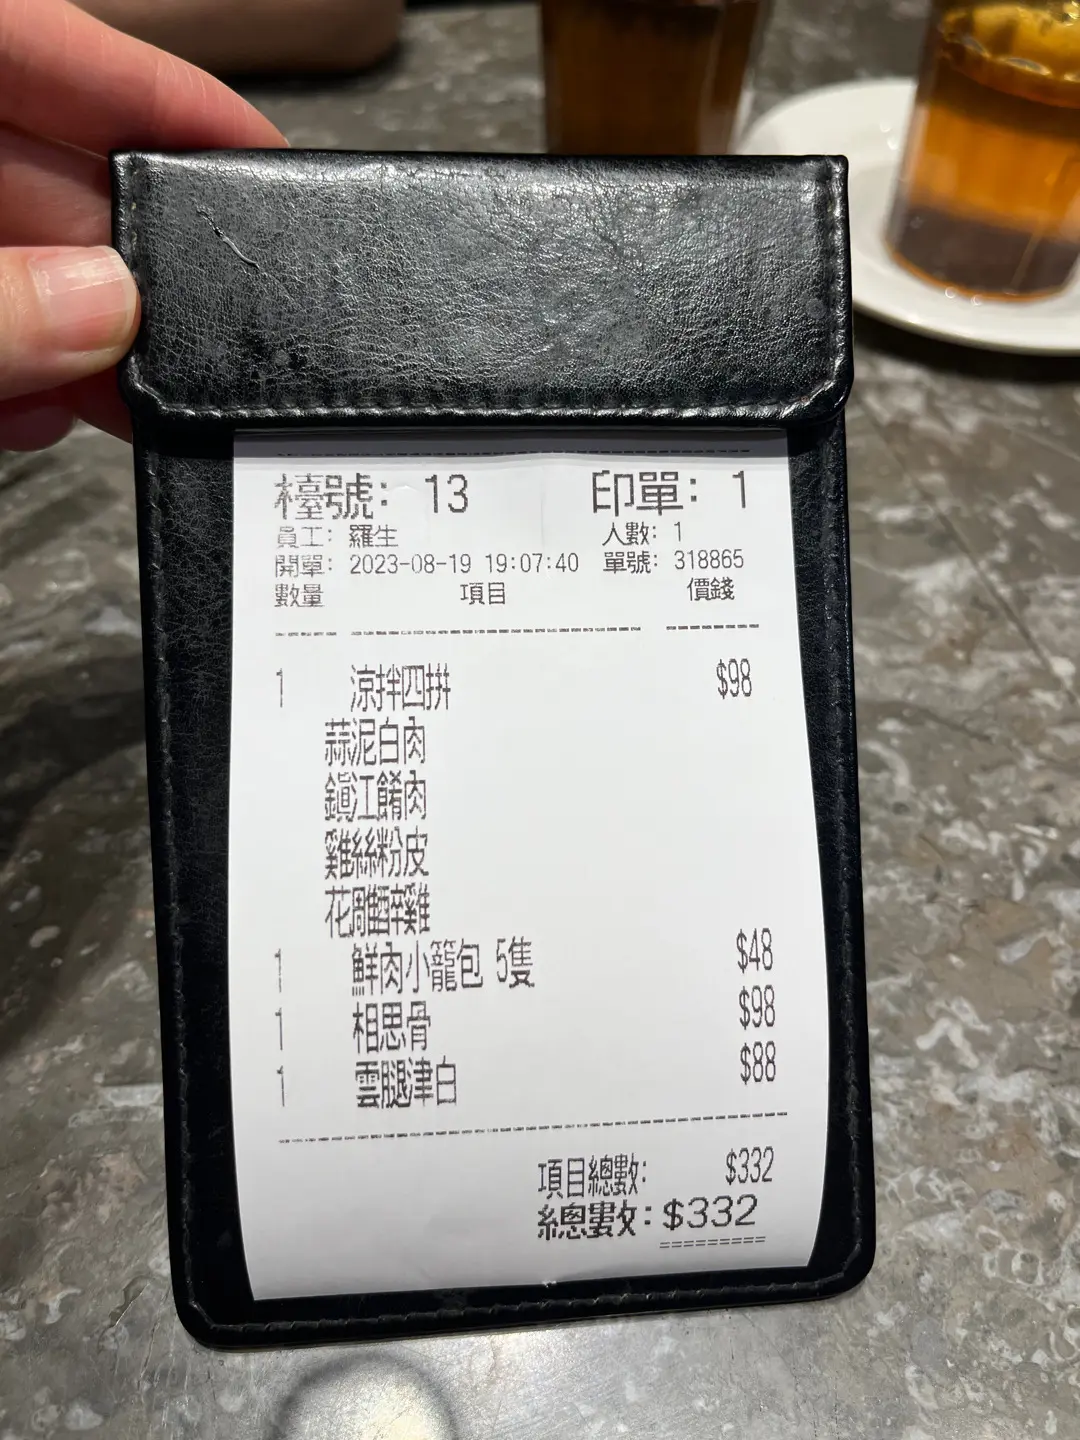 檯號: 13 印單: 1
員工: 羅生 人數: 1
開單: 2023-08-19 19:07:40 單號: 318865
數量 項目 價錢
1 涼拌四拼 $98
蒜泥白肉
鎭江餚肉
雞絲粉皮
花雕醉雞
1 鮮肉小籠包 5隻 $48
1 相思骨 $98
1 雲腿津白 $88
項目總數: $332
總數: $332